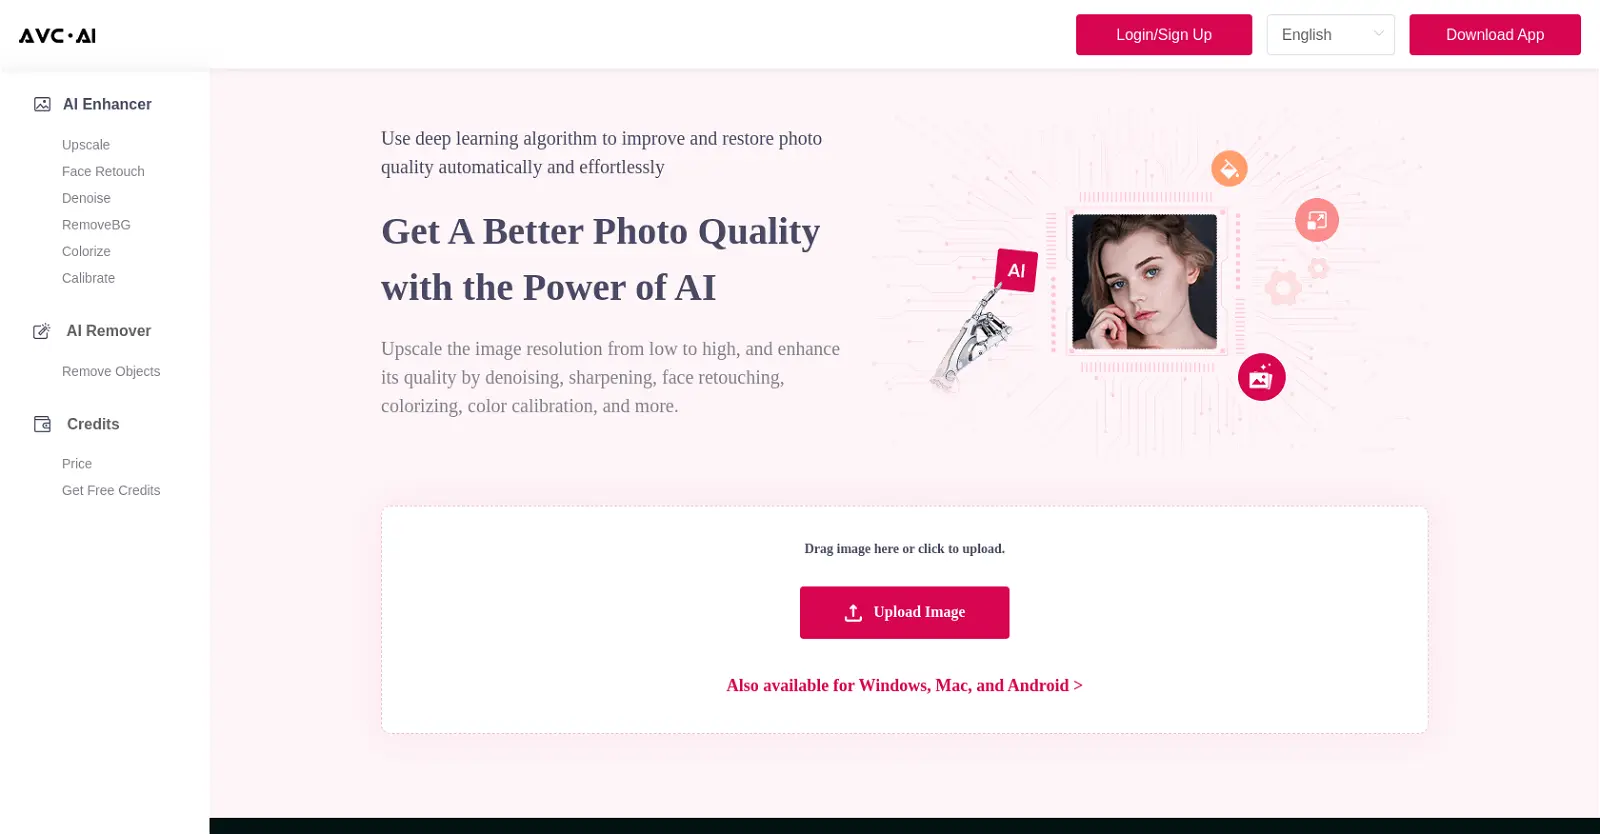 AVC·AI
Login/Sign Up
English
Download App
AI Enhancer
Upscale
Face Retouch
Denoise
RemoveBG
Colorize
Calibrate
AI Remover
Remove Objects
Credits
Price
Get Free Credits
Use deep learning algorithm to improve and restore photo
quality automatically and effortlessly
Get A Better Photo Quality
with the Power of AI
Upscale the image resolution from low to high, and enhance
its quality by denoising, sharpening, face retouching,
colorizing, color calibration, and more.
AI
Drag image here or click to upload.
Upload Image
Also available for Windows, Mac, and Android >